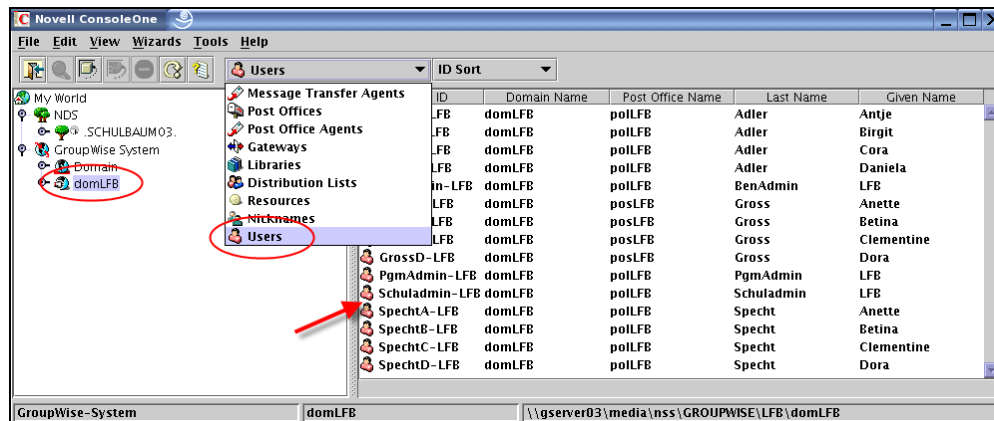 Novell ConsoleOne
File Edit View Wizards Tools Help
Users ID Sort
My World
NDS
.SCHULBAUM03.
GroupWise System
Domain
domLFB
Message Transfer Agents
Post Offices
Post Office Agents
Gateways
Libraries
Distribution Lists
Resources
Nicknames
Users
ID Domain Name Post Office Name Last Name Given Name
LFB domLFB polLFB Adler Antje
LFB domLFB polLFB Adler Birgit
LFB domLFB polLFB Adler Cora
LFB domLFB polLFB Adler Daniela
in-LFB domLFB polLFB BenAdmin LFB
LFB domLFB posLFB Gross Anette
LFB domLFB posLFB Gross Betina
LFB domLFB posLFB Gross Clementine
GrossD-LFB domLFB posLFB Gross Dora
PgmAdmin-LFB domLFB polLFB PgmAdmin LFB
Schuladmin-LFB domLFB polLFB Schuladmin LFB
SpechtA-LFB domLFB polLFB Specht Anette
SpechtB-LFB domLFB polLFB Specht Betina
SpechtC-LFB domLFB polLFB Specht Clementine
SpechtD-LFB domLFB polLFB Specht Dora
GroupWise-System domLFB \\gserver03\media\nss\GROUPWISE\LFB\domLFB